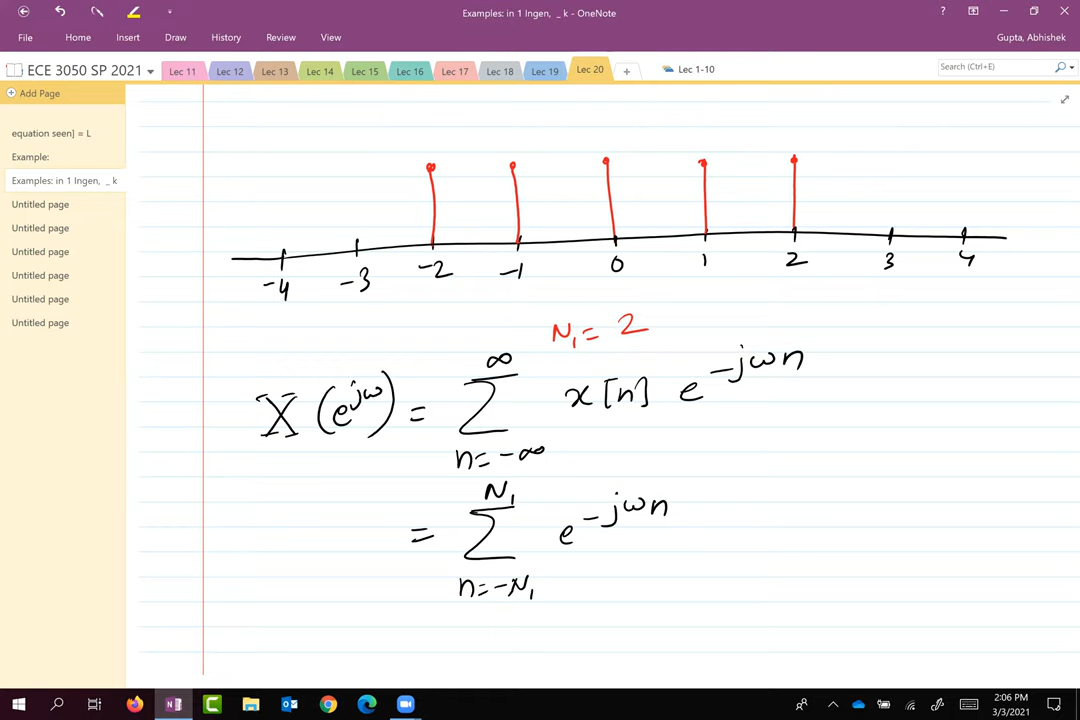 Examples: in 1 Ingen, _ k - OneNote
?
Gupta, Abhishek
File Home Insert Draw History Review View
ECE 3050 SP 2021
Lec 11 Lec 12 Lec 13 Lec 14 Lec 15 Lec 16 Lec 17 Lec 18 Lec 19 Lec 20 + Lec 1-10
Search (Ctrl+E)
Add Page
equation seen] = L
Example:
Examples: in 1 Ingen, _ k
Untitled page
Untitled page
Untitled page
Untitled page
Untitled page
Untitled page
-4 -3 -2 -1 0 1 2 3 4
N₁ = 2
X(e^{jω}) = ∑_{n=-∞}^{∞} x[n] e^{-jωn}
= ∑_{n=-N₁}^{N₁} e^{-jωn}
2:06 PM
3/3/2021